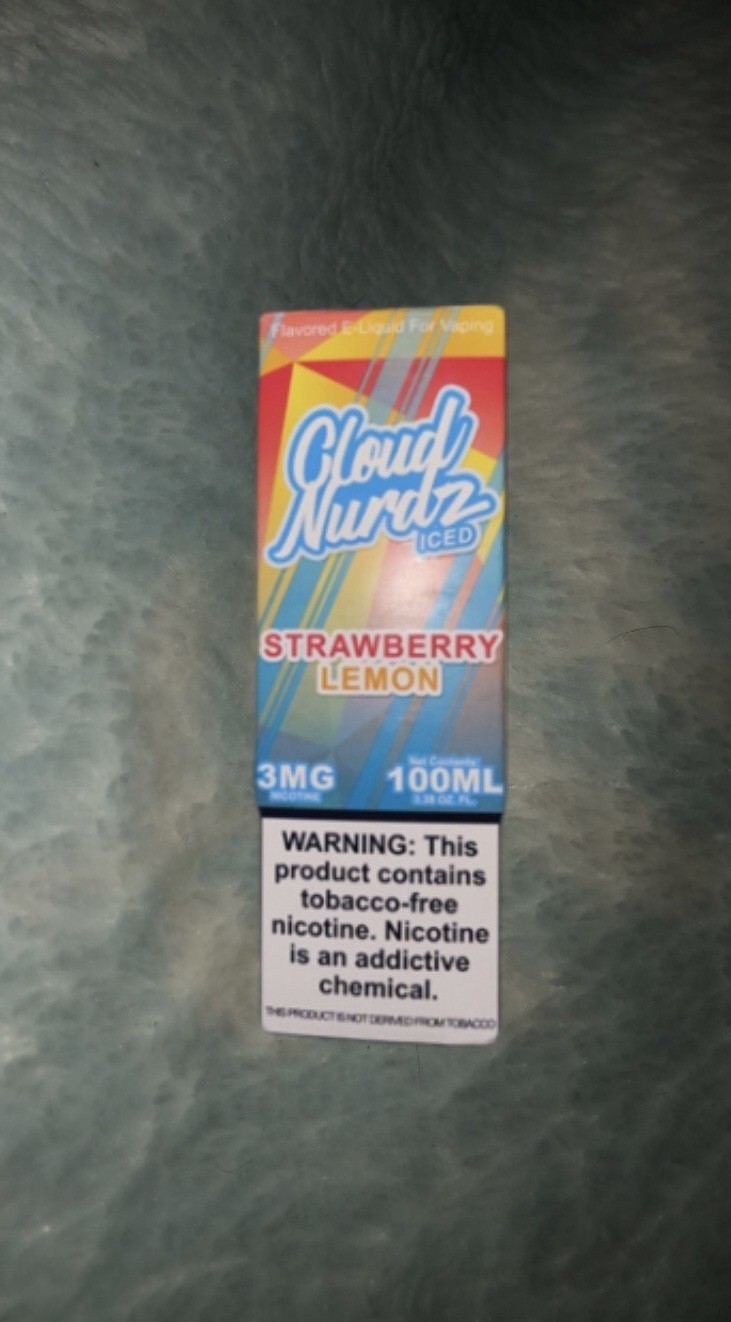 Flavored E-Liquid For Vaping
Cloud
Nurdz
ICED
STRAWBERRY
LEMON
3MG
NICOTINE
Net Contents:
100ML
3.38 OZ. FL.
WARNING: This
product contains
tobacco-free
nicotine. Nicotine
is an addictive
chemical.
THIS PRODUCT IS NOT DERIVED FROM TOBACCO